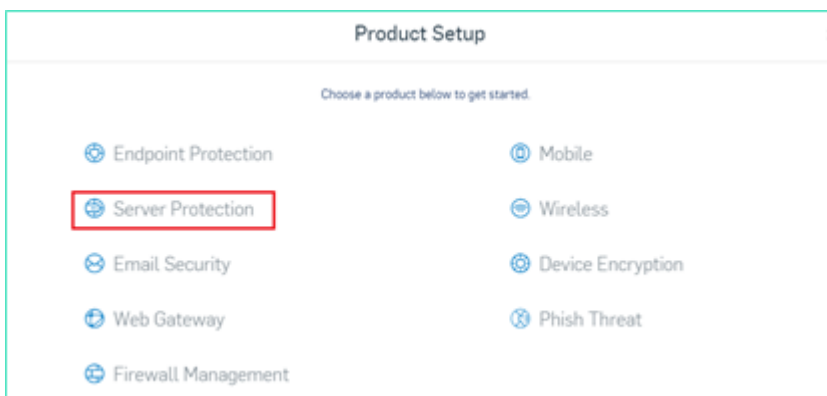 Product Setup
Choose a product below to get started.
Endpoint Protection
Mobile
Server Protection
Wireless
Email Security
Device Encryption
Web Gateway
Phish Threat
Firewall Management